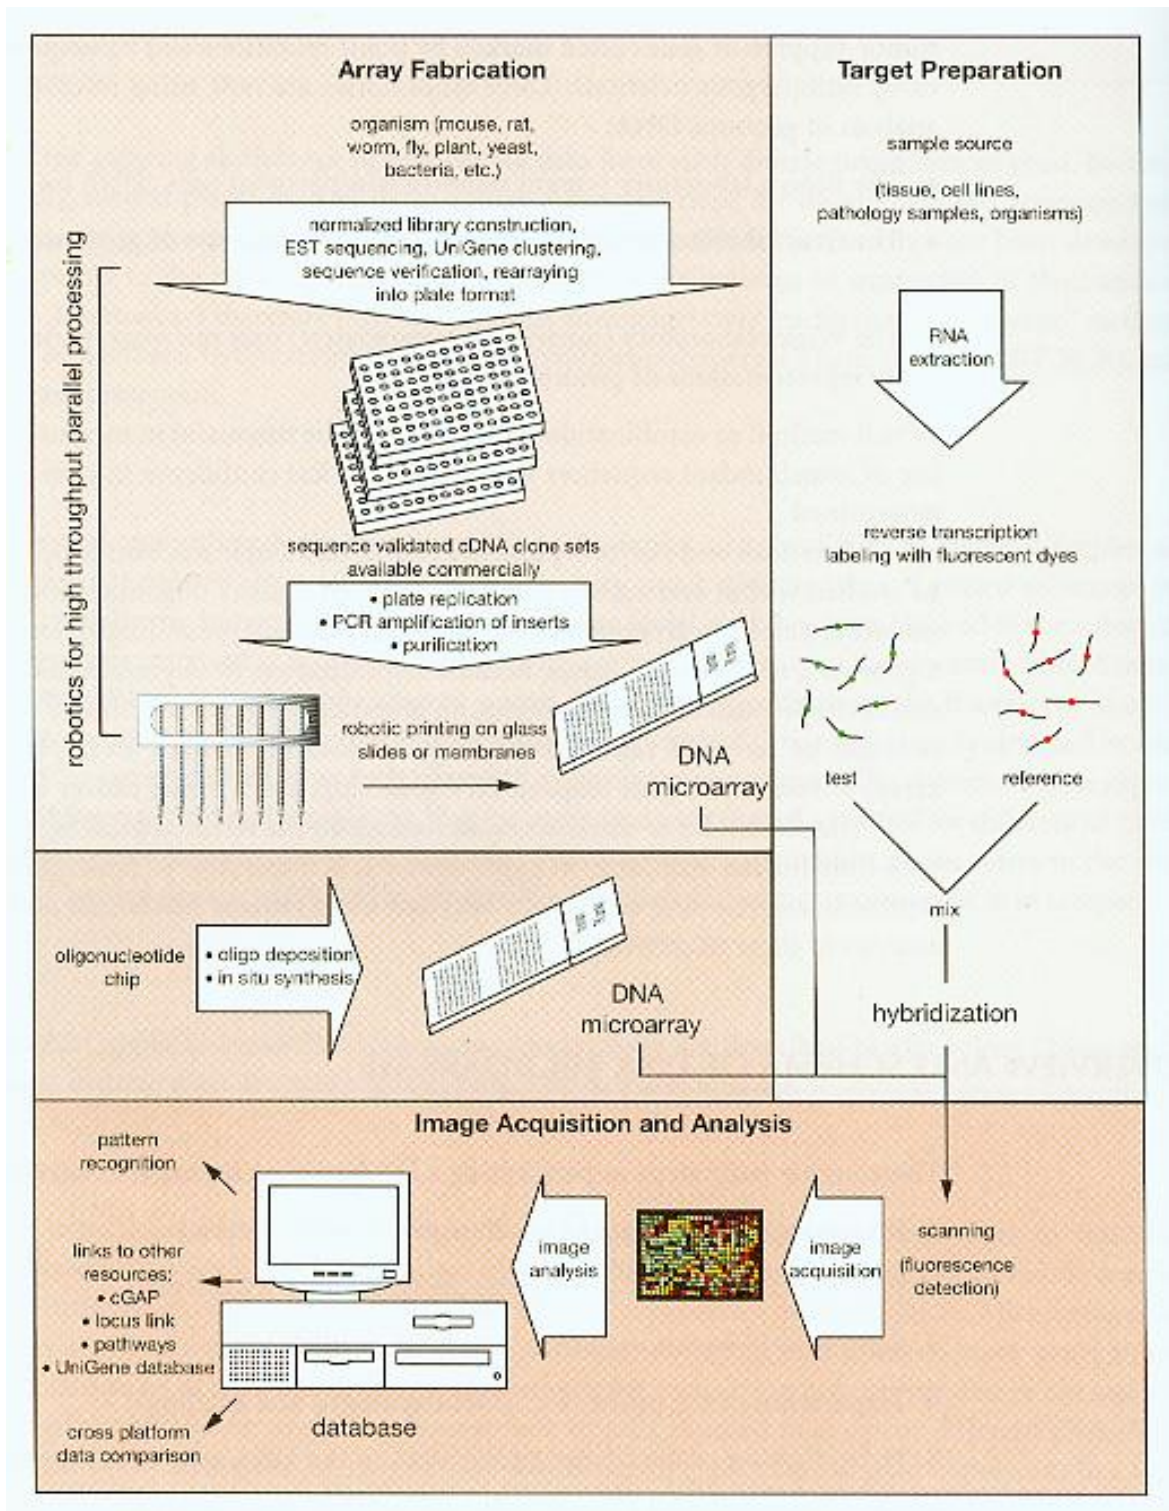 Array Fabrication
organism (mouse, rat,
worm, fly, plant, yeast,
bacteria, etc.)
normalized library construction,
EST sequencing, UniGene clustering,
sequence verification, rearraying
into plate format
robotics for high throughput parallel processing
sequence validated cDNA clone sets
available commercially
• plate replication
• PCR amplification of inserts
• purification
robotic printing on glass
slides or membranes
DNA
microarray
oligonucleotide
chip
• oligo deposition
• in situ synthesis
DNA
microarray
Target Preparation
sample source
(tissue, cell lines,
pathology samples, organisms)
RNA
extraction
reverse transcription
labeling with fluorescent dyes
test
reference
mix
hybridization
Image Acquisition and Analysis
scanning
(fluorescence
detection)
image
acquisition
image
analysis
database
pattern
recognition
links to other
resources:
• cGAP
• locus link
• pathways
• UniGene database
cross platform
data comparison